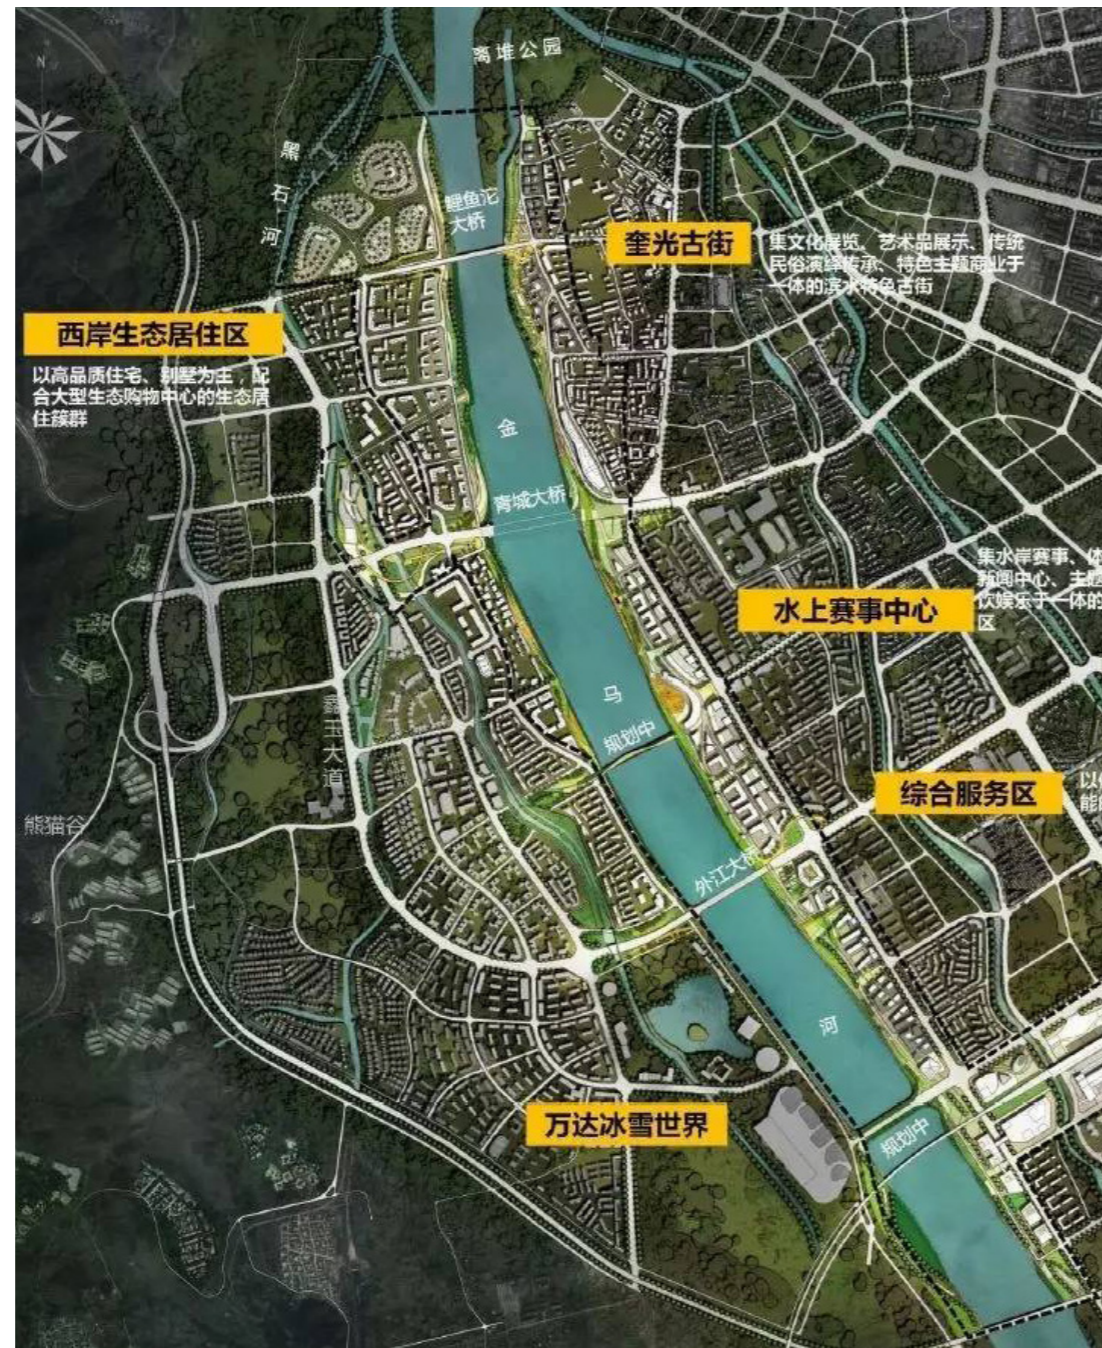 离堆公园
N
黑石河
鲤鱼沱
大桥
奎光古街
集文化展览、艺术品展示、传统
民俗演绎传承、特色主题商业于
一体的滨水特色古街
西岸生态居住区
以高品质住宅、别墅为主，配
合大型生态购物中心的生态居
住簇群
金
青城大桥
集水岸赛事、体
新闻中心、主题
饮娱乐于一体的
区
水上赛事中心
马
规划中
大道
综合服务区
以
能
熊猫谷
外江大桥
河
万达冰雪世界
规划中